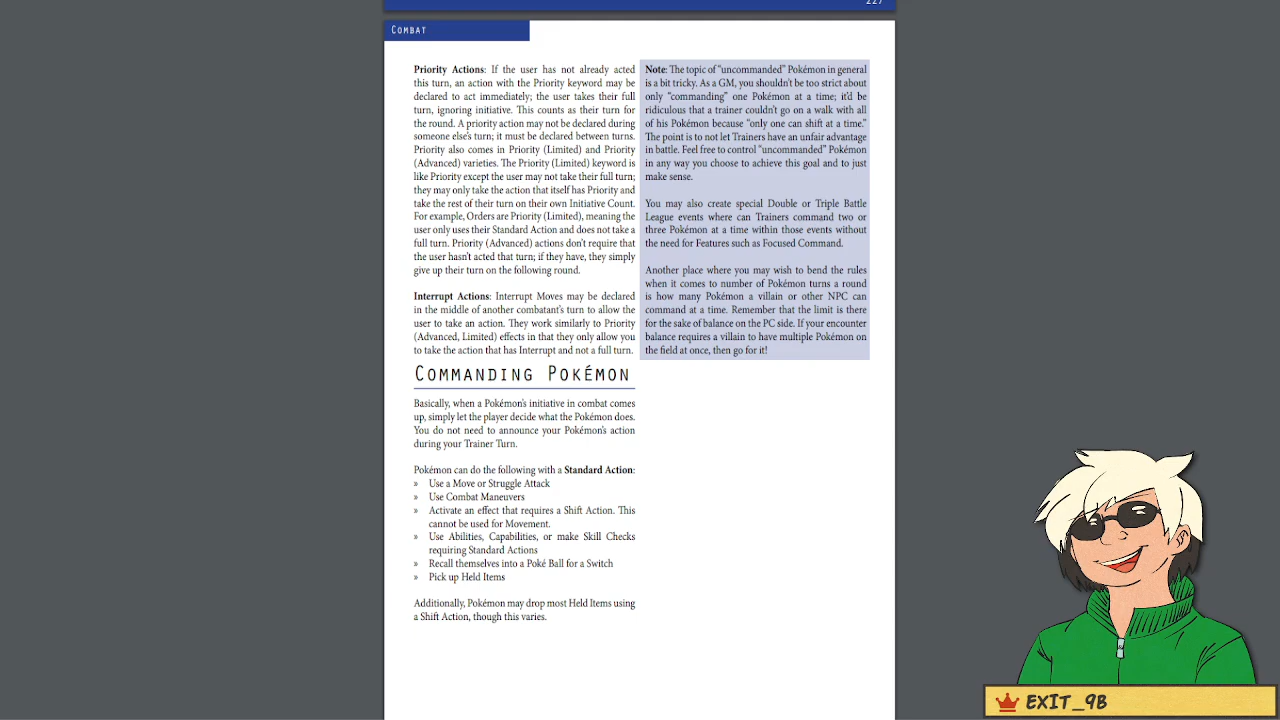 227
Combat
Priority Actions: If the user has not already acted
this turn, an action with the Priority keyword may be
declared to act immediately; the user takes their full
turn, ignoring initiative. This counts as their turn for
the round. A priority action may not be declared during
someone else's turn; it must be declared between turns.
Priority also comes in Priority (Limited) and Priority
(Advanced) varieties. The Priority (Limited) keyword is
like Priority except the user may not take their full turn;
they may only take the action that itself has Priority and
take the rest of their turn on their own Initiative Count.
For example, Orders are Priority (Limited), meaning the
user only uses their Standard Action and does not take a
full turn. Priority (Advanced) actions don't require that
the user hasn't acted that turn; if they have, they simply
give up their turn on the following round.
Interrupt Actions: Interrupt Moves may be declared
in the middle of another combatant's turn to allow the
user to take an action. They work similarly to Priority
(Advanced, Limited) effects in that they only allow you
to take the action that has Interrupt and not a full turn.
Commanding Pokémon
Basically, when a Pokémon's initiative in combat comes
up, simply let the player decide what the Pokémon does.
You do not need to announce your Pokémon's action
during your Trainer Turn.
Pokémon can do the following with a Standard Action:
» Use a Move or Struggle Attack
» Use Combat Maneuvers
» Activate an effect that requires a Shift Action. This
cannot be used for Movement.
» Use Abilities, Capabilities, or make Skill Checks
requiring Standard Actions
» Recall themselves into a Poké Ball for a Switch
» Pick up Held Items
Additionally, Pokémon may drop most Held Items using
a Shift Action, though this varies.
Note: The topic of "uncommanded" Pokémon in general
is a bit tricky. As a GM, you shouldn't be too strict about
only "commanding" one Pokémon at a time; it'd be
ridiculous that a trainer couldn't go on a walk with all
of his Pokémon because "only one can shift at a time."
The point is to not let Trainers have an unfair advantage
in battle. Feel free to control "uncommanded" Pokémon
in any way you choose to achieve this goal and to just
make sense.
You may also create special Double or Triple Battle
League events where can Trainers command two or
three Pokémon at a time within those events without
the need for Features such as Focused Command.
Another place where you may wish to bend the rules
when it comes to number of Pokémon turns a round
is how many Pokémon a villain or other NPC can
command at a time. Remember that the limit is there
for the sake of balance on the PC side. If your encounter
balance requires a villain to have multiple Pokémon on
the field at once, then go for it!
EXIT_9B